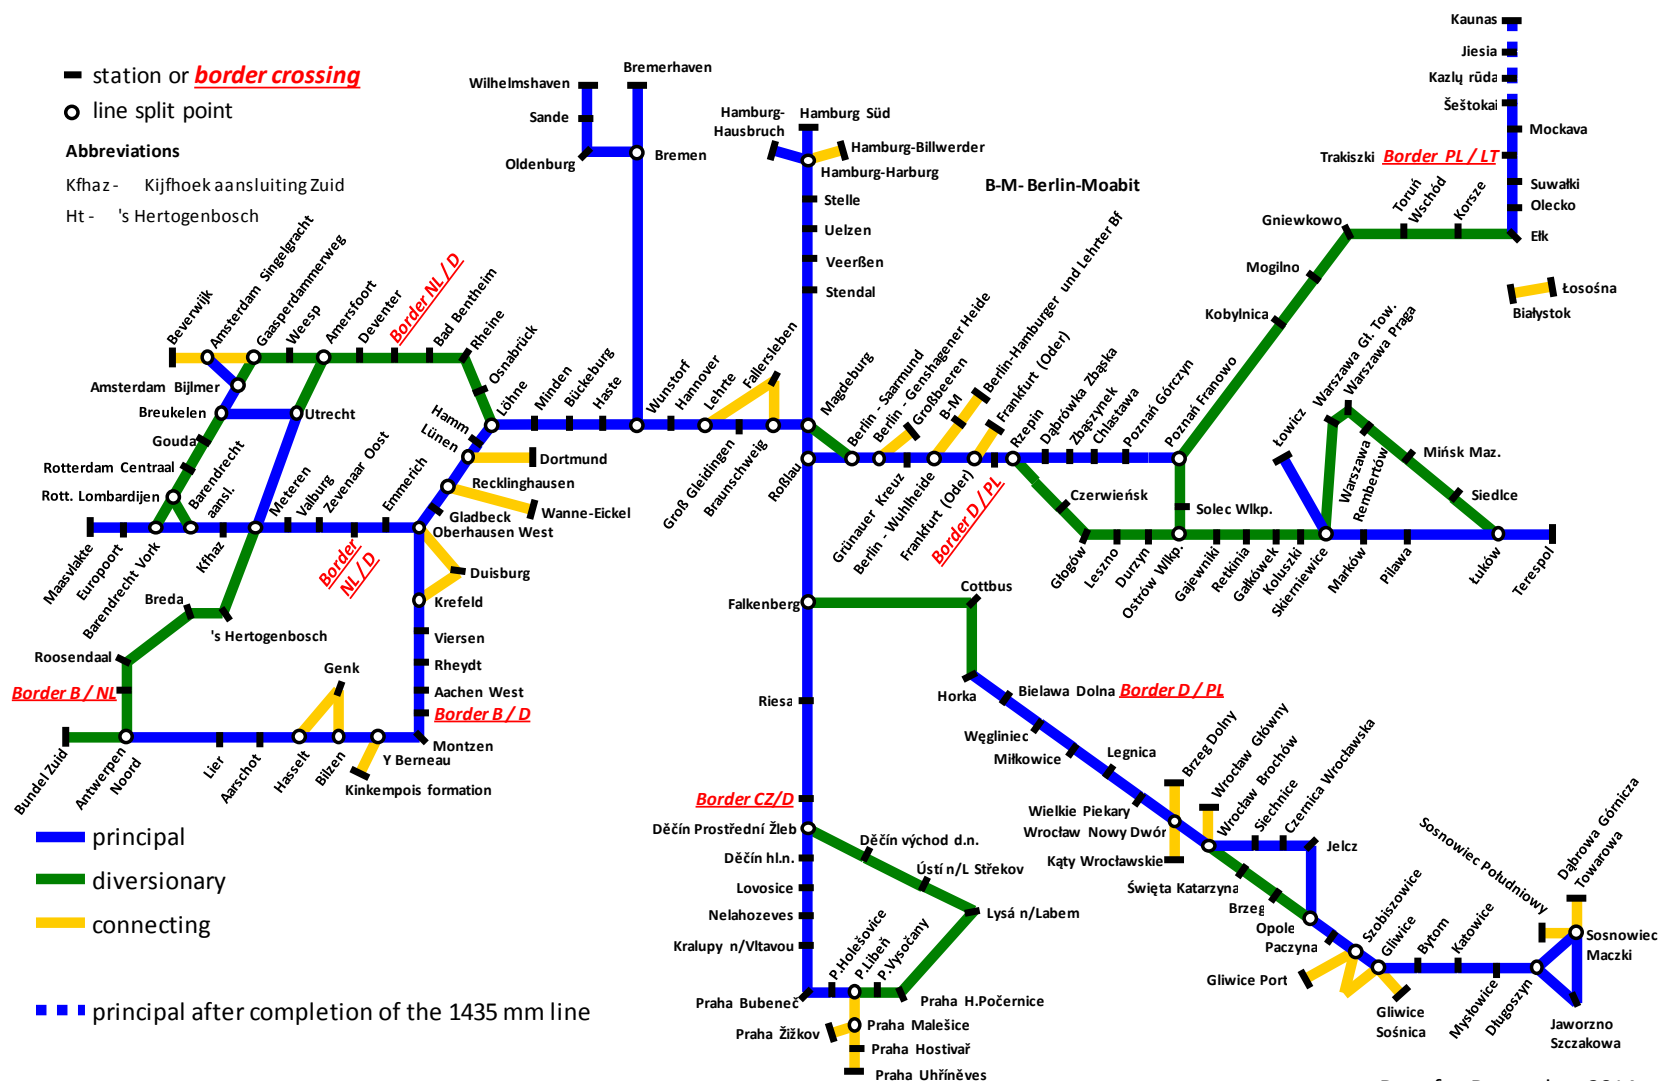 station or border crossing
line split point
Abbreviations
Kfhaz - Kijfhoek aansluiting Zuid
Ht - 's Hertogenbosch
Wilhelmshaven
Sande
Oldenburg
Bremerhaven
Bremen
Hamburg-
Hausbruch
Hamburg Süd
Hamburg-Billwerder
Hamburg-Harburg
Stelle
Uelzen
Veerßen
Stendal
B-M- Berlin-Moabit
Kaunas
Jiesia
Kazlų rūda
Šeštokai
Mockava
Trakiszki Border PL / LT
Suwałki
Olecko
Ełk
Korsze
Toruń
Wschód
Gniewkowo
Mogilno
Kobylnica
Łosośna
Białystok
Beverwijk
Amsterdam Singelgracht
Gaasperdammerweg
Weesp
Amersfoort
Deventer
Border NL / D
Bad Bentheim
Rheine
Osnabrück
Löhne
Minden
Bückeburg
Haste
Wunstorf
Hannover
Lehrte
Fallersleben
Groß Gleidingen
Braunschweig
Magdeburg
Roßlau
Berlin - Saarmund
Berlin - Genshagener Heide
Großbeeren
B-M
Berlin-Hamburger und Lehrter Bf
Frankfurt (Oder)
Grünauer Kreuz
Berlin - Wuhlheide
Frankfurt (Oder)
Border D / PL
Rzepin
Dąbrówka Zbąska
Zbąszynek
Chlastawa
Poznań Górczyn
Poznań Franowo
Czerwieńsk
Solec Wlkp.
Głogów
Leszno
Durzyn
Ostrów Wlkp.
Gajewniki
Retkinia
Gałkówek
Koluszki
Skierniewice
Łowicz
Warszawa Gł. Tow.
Warszawa Praga
Warszawa
Rembertów
Mińsk Maz.
Siedlce
Marków
Pilawa
Łuków
Terespol
Amsterdam Bijlmer
Breukelen
Utrecht
Gouda
Rotterdam Centraal
Rott. Lombardijen
Barendrecht
aansl.
Meteren
Valburg
Zevenaar Oost
Emmerich
Hamm
Lünen
Dortmund
Recklinghausen
Wanne-Eickel
Gladbeck
Oberhausen West
Maasvlakte
Europoort
Barendrecht Vork
Kfhaz
Border
NL / D
Duisburg
Krefeld
Viersen
Rheydt
Aachen West
Border B / D
Montzen
Breda
's Hertogenbosch
Roosendaal
Border B / NL
Bundel Zuid
Antwerpen
Noord
Lier
Aarschot
Hasselt
Genk
Bilzen
Y Berneau
Kinkempois formation
Falkenberg
Cottbus
Riesa
Horka
Bielawa Dolna Border D / PL
Węgliniec
Miłkowice
Legnica
Wielkie Piekary
Wrocław Nowy Dwór
Kąty Wrocławskie
Brzeg Dolny
Wrocław Główny
Wrocław Brochów
Siechnice
Czernica Wrocławska
Jelcz
Święta Katarzyna
Brzeg
Opole
Paczyna
Szobiszowice
Gliwice
Bytom
Katowice
Gliwice Port
Gliwice
Sośnica
Mysłowice
Długoszyn
Sosnowiec Południowy
Dąbrowa Górnicza
Towarowa
Sosnowiec
Maczki
Jaworzno
Szczakowa
Border CZ/D
Děčín Prostřední Žleb
Děčín východ d.n.
Děčín hl.n.
Ústí n/L Střekov
Lovosice
Nelahozeves
Lysá n/Labem
Kralupy n/Vltavou
P.Holešovice
P.Libeň
P.Vysočany
Praha Bubeneč
Praha H.Počernice
Praha Žižkov
Praha Malešice
Praha Hostivař
Praha Uhříněves
principal
diversionary
connecting
principal after completion of the 1435 mm line